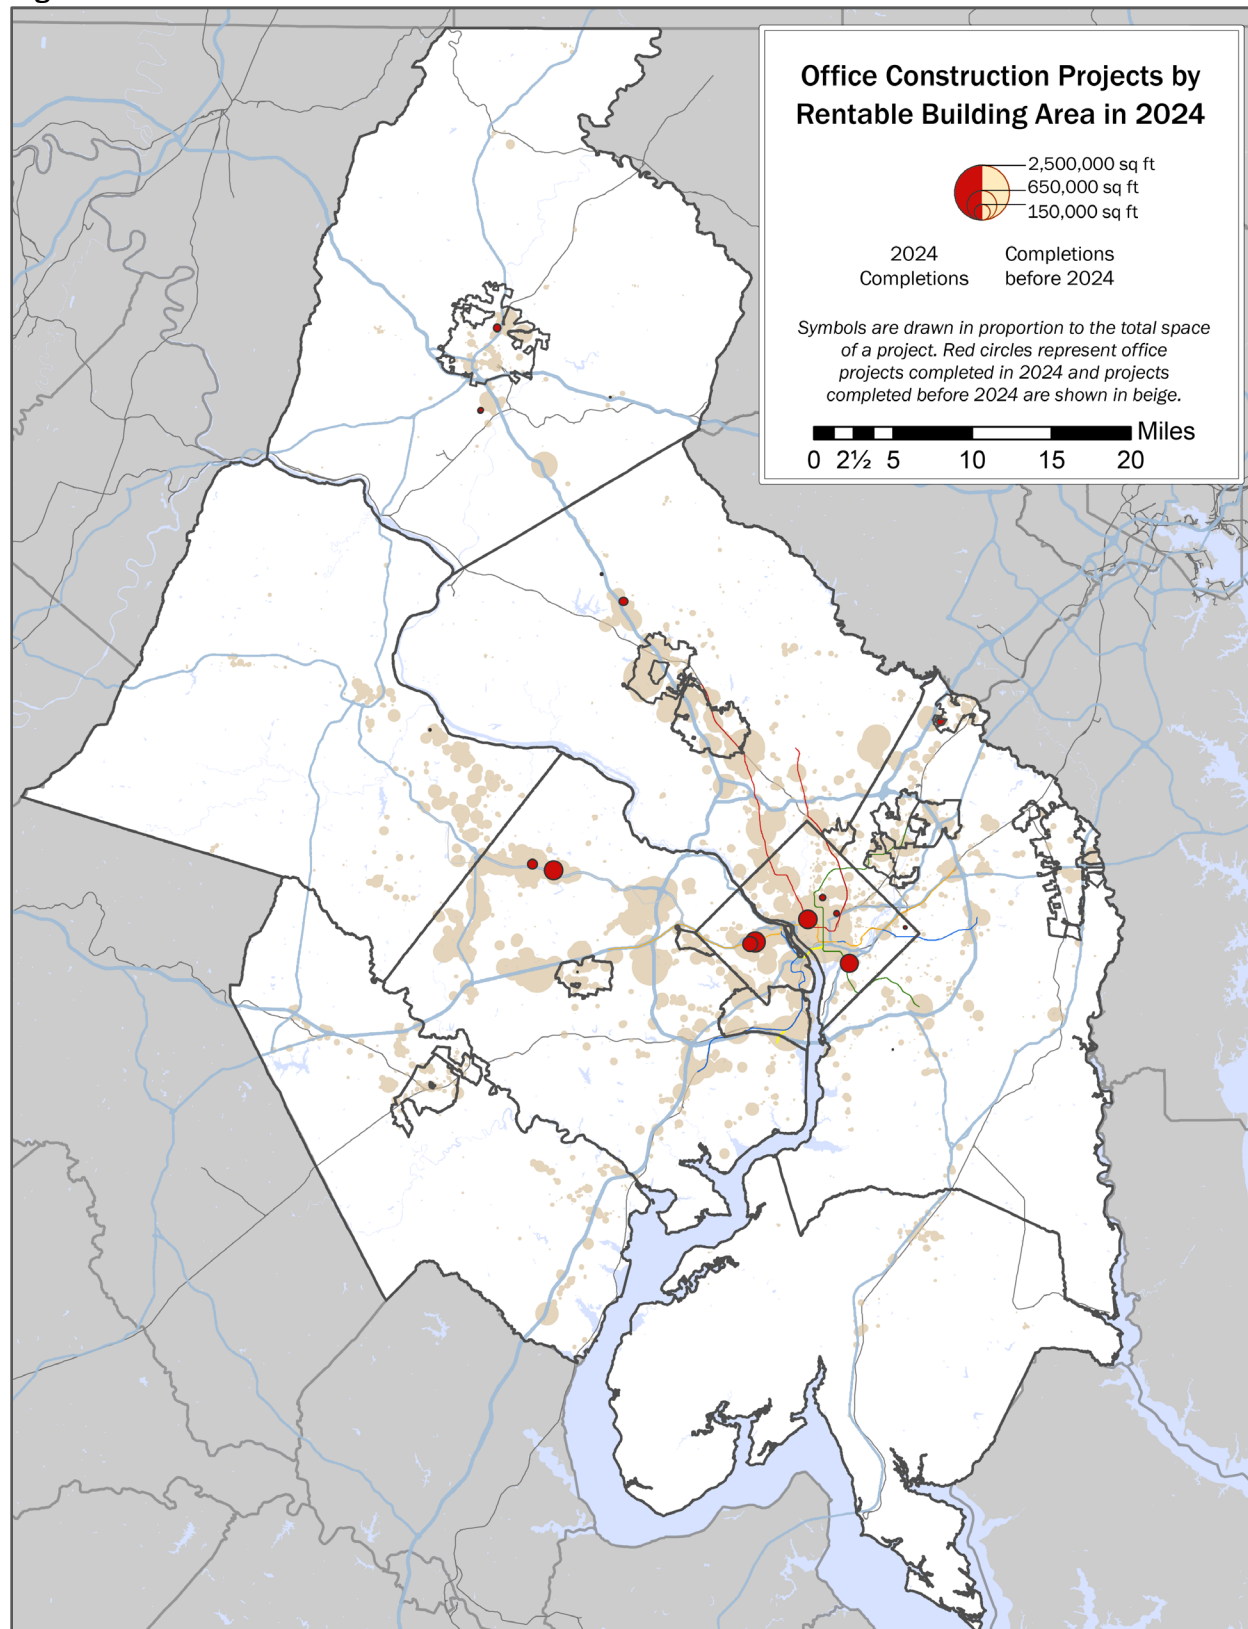 Office Construction Projects by
Rentable Building Area in 2024
2,500,000 sq ft
650,000 sq ft
150,000 sq ft
2024
Completions
Completions
before 2024
Symbols are drawn in proportion to the total space
of a project. Red circles represent office
projects completed in 2024 and projects
completed before 2024 are shown in beige.
Miles
0 2½ 5 10 15 20